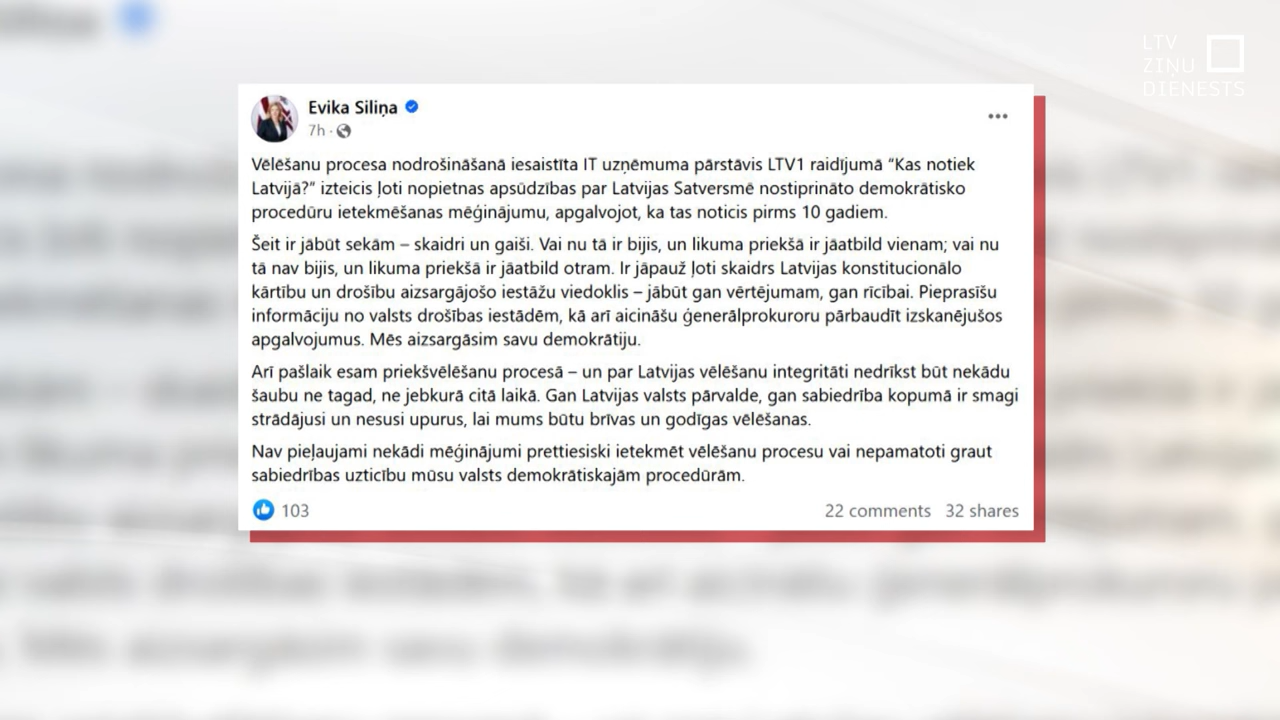 LTV
ZIŅU
DIENESTS
Evika Siliņa
7h ·
Vēlēšanu procesa nodrošināšanā iesaistīta IT uzņēmuma pārstāvis LTV1 raidījumā “Kas notiek
Latvijā?” izteicis ļoti nopietnas apsūdzības par Latvijas Satversmē nostiprināto demokrātisko
procedūru ietekmēšanas mēģinājumu, apgalvojot, ka tas noticis pirms 10 gadiem.
Šeit ir jābūt sekām – skaidri un gaiši. Vai nu tā ir bijis, un likuma priekšā ir jāatbild vienam; vai nu
tā nav bijis, un likuma priekšā ir jāatbild otram. Ir jāpauž ļoti skaidrs Latvijas konstitucionālo
kārtību un drošību aizsargājošo iestāžu viedoklis – jābūt gan vērtējumam, gan rīcībai. Pieprasīšu
informāciju no valsts drošības iestādēm, kā arī aicināšu ģenerālprokuroru pārbaudīt izskanējušos
apgalvojumus. Mēs aizsargāsim savu demokrātiju.
Arī pašlaik esam priekšvēlēšanu procesā – un par Latvijas vēlēšanu integritāti nedrīkst būt nekādu
šaubu ne tagad, ne jebkurā citā laikā. Gan Latvijas valsts pārvalde, gan sabiedrība kopumā ir smagi
strādājusi un nesusi upurus, lai mums būtu brīvas un godīgas vēlēšanas.
Nav pieļaujami nekādi mēģinājumi prettiesiski ietekmēt vēlēšanu procesu vai nepamatoti graut
sabiedrības uzticību mūsu valsts demokrātiskajām procedūrām.
103
22 comments 32 shares